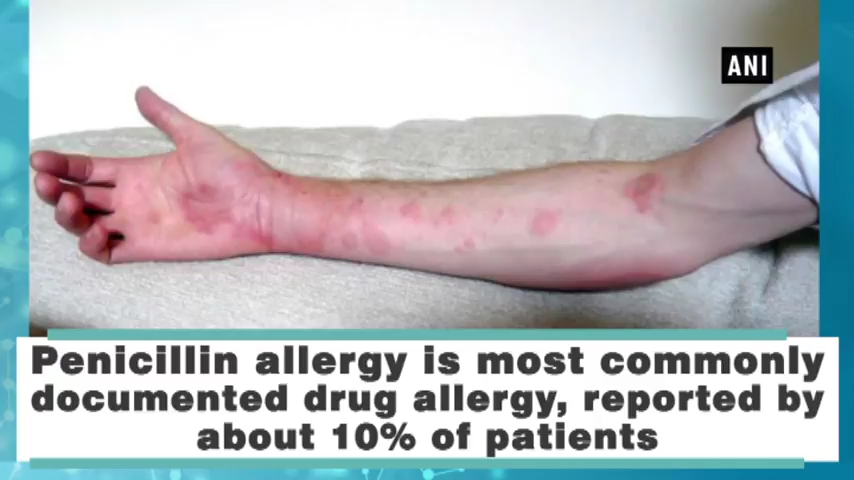 ANI
Penicillin allergy is most commonly
documented drug allergy, reported by
about 10% of patients